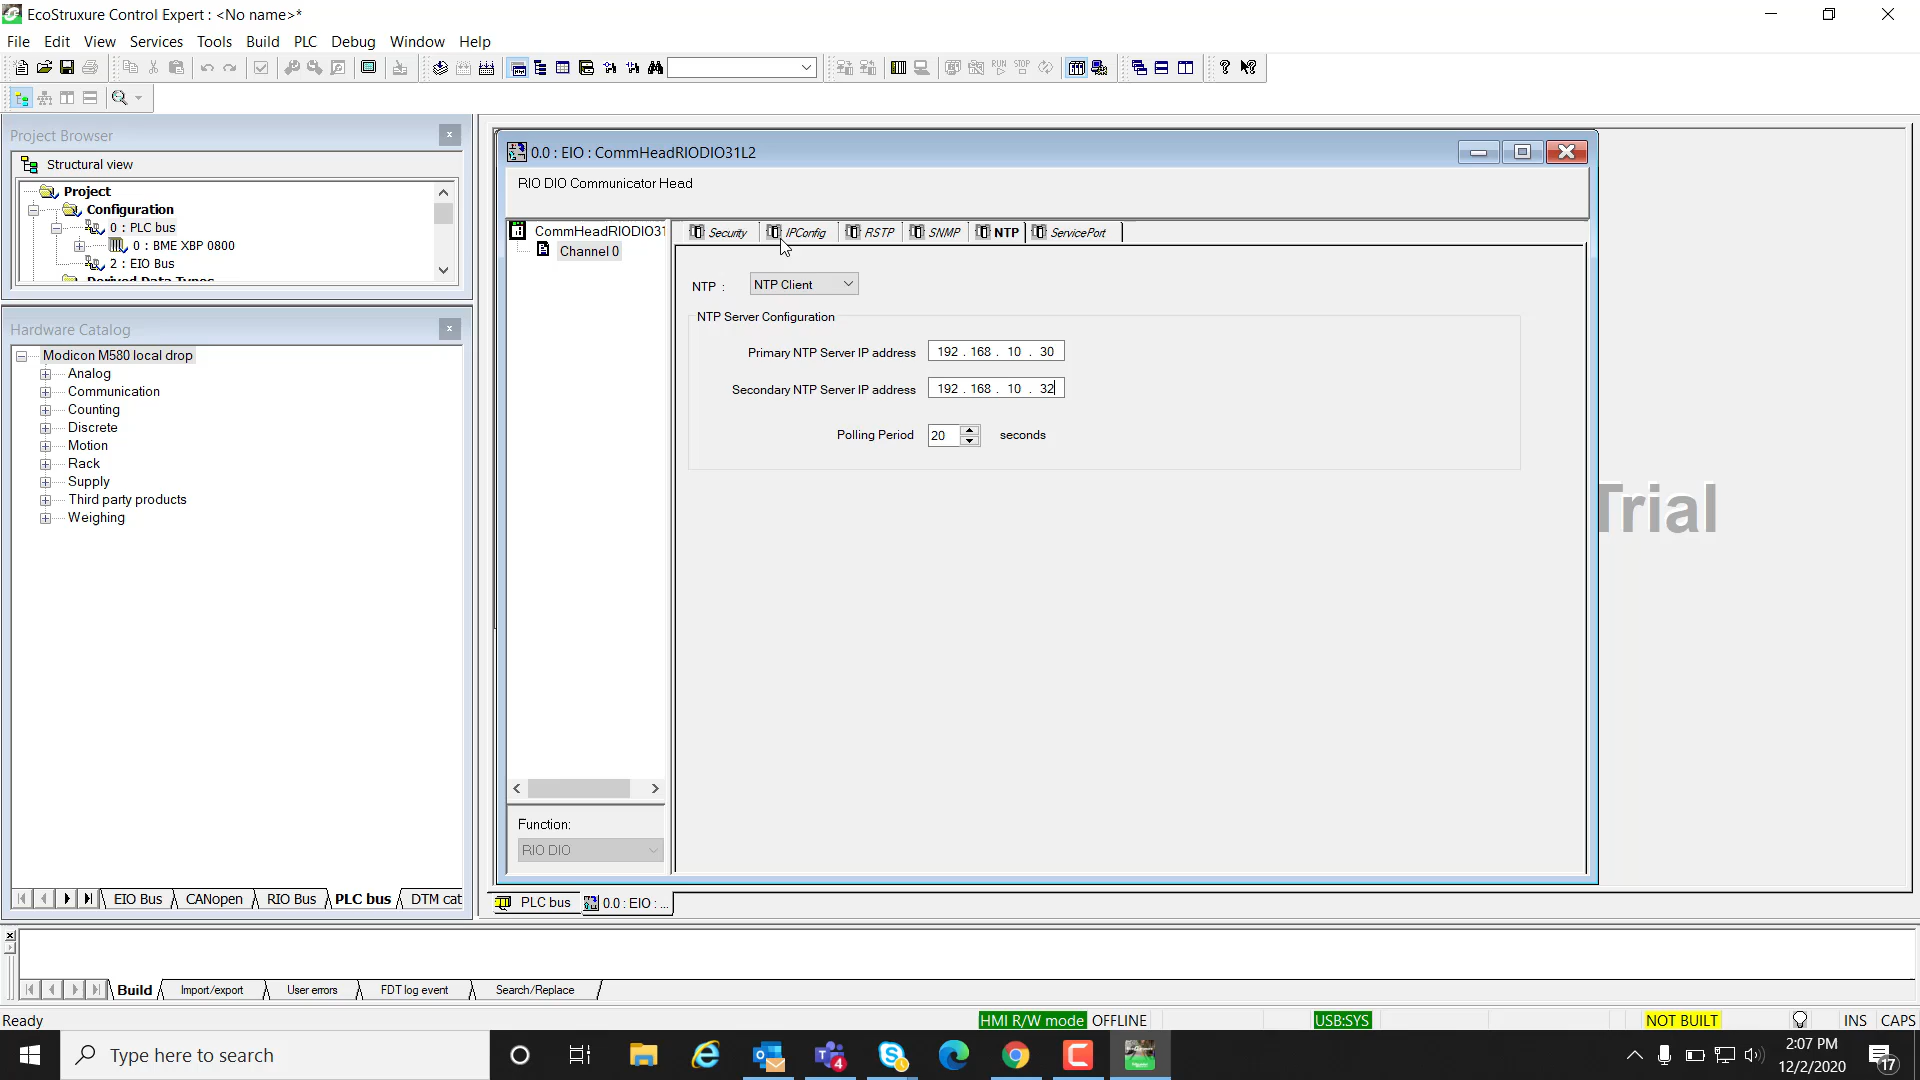 EcoStruxure Control Expert : <No name>*
File Edit View Services Tools Build PLC Debug Window Help
RUN STOP
Project Browser
Structural view
Project
Configuration
0 : PLC bus
0 : BME XBP 0800
2 : EIO Bus
Derived Data Types
Hardware Catalog
Modicon M580 local drop
Analog
Communication
Counting
Discrete
Motion
Rack
Supply
Third party products
Weighing
EIO Bus CANopen RIO Bus PLC bus DTM cat
0.0 : EIO : CommHeadRIODIO31L2
RIO DIO Communicator Head
CommHeadRIODIO31
Channel 0
Function:
RIO DIO
Security IPConfig RSTP SNMP NTP ServicePort
NTP : NTP Client
NTP Server Configuration
Primary NTP Server IP address 192 . 168 . 10 . 30
Secondary NTP Server IP address 192 . 168 . 10 . 32
Polling Period 20 seconds
Trial
PLC bus 0.0 : EIO : ...
Build Import/export User errors FDT log event Search/Replace
Ready HMI R/W mode OFFLINE USB:SYS NOT BUILT INS CAPS
Type here to search
4
2:07 PM
12/2/2020
17